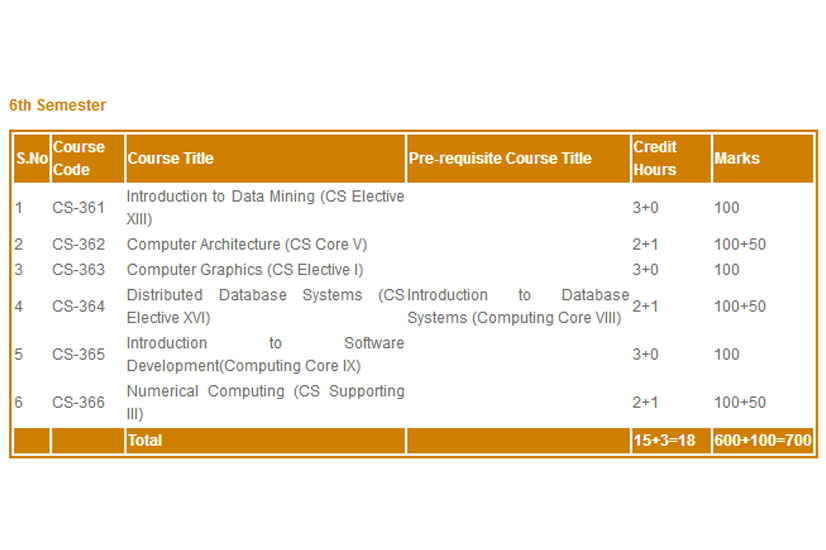 6th Semester
S.No Course Code Course Title Pre-requisite Course Title Credit Hours Marks
1 CS-361 Introduction to Data Mining (CS Elective XIII) 3+0 100
2 CS-362 Computer Architecture (CS Core V) 2+1 100+50
3 CS-363 Computer Graphics (CS Elective I) 3+0 100
4 CS-364 Distributed Database Systems (CS Elective XVI) Introduction to Database Systems (Computing Core VIII) 2+1 100+50
5 CS-365 Introduction to Software Development(Computing Core IX) 3+0 100
6 CS-366 Numerical Computing (CS Supporting III) 2+1 100+50
Total 15+3=18 600+100=700